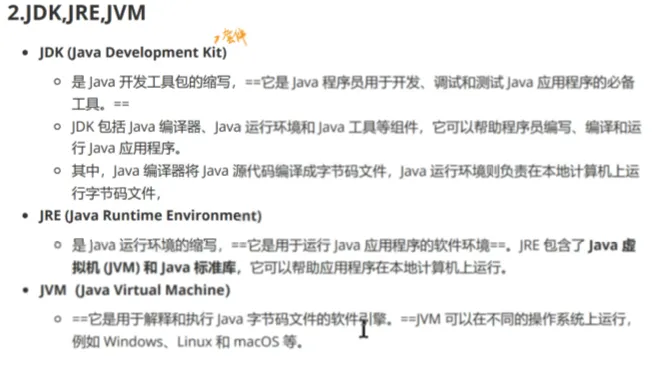 2.JDK,JRE,JVM
套件
JDK (Java Development Kit)
是 Java 开发工具包的缩写，==它是 Java 程序员用于开发、调试和测试 Java 应用程序的必备
工具。==
JDK 包括 Java 编译器、Java 运行环境和 Java 工具等组件，它可以帮助程序员编写、编译和运
行 Java 应用程序。
其中，Java 编译器将 Java 源代码编译成字节码文件，Java 运行环境则负责在本地计算机上运
行字节码文件，
JRE (Java Runtime Environment)
是 Java 运行环境的缩写，==它是用于运行 Java 应用程序的软件环境==。JRE 包含了 Java 虚
拟机 (JVM) 和 Java 标准库，它可以帮助应用程序在本地计算机上运行。
JVM（Java Virtual Machine）
==它是用于解释和执行 Java 字节码文件的软件引擎。==JVM 可以在不同的操作系统上运行，
例如 Windows、Linux 和 macOS 等。